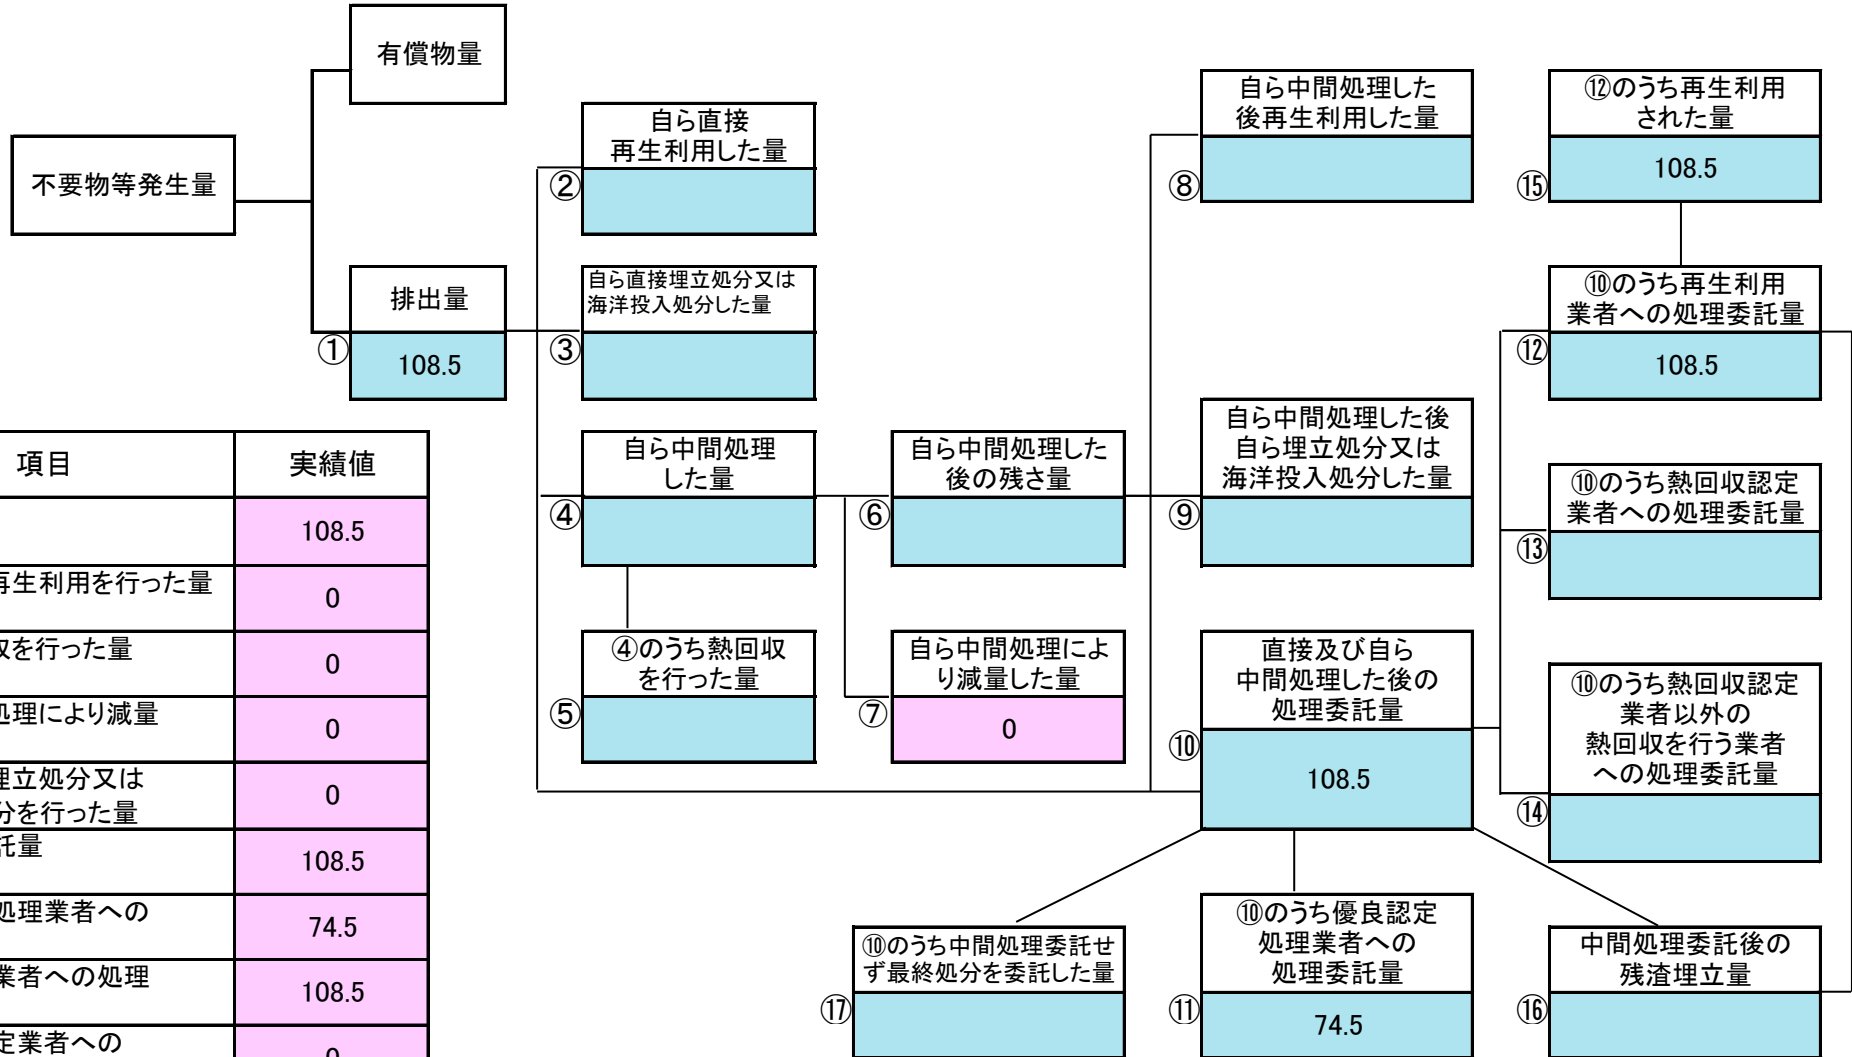 有償物量
不要物等発生量
排出量
①
108.5
自ら直接
再生利用した量
②
自ら直接埋立処分又は
海洋投入処分した量
③
自ら中間処理
した量
④
④のうち熱回収
を行った量
⑤
自ら中間処理した
後の残さ量
⑥
自ら中間処理によ
り減量した量
⑦
0
自ら中間処理した
後再生利用した量
⑧
自ら中間処理した後
自ら埋立処分又は
海洋投入処分した量
⑨
直接及び自ら
中間処理した後の
処理委託量
⑩
108.5
⑫のうち再生利用
された量
⑮
108.5
⑩のうち再生利用
業者への処理委託量
⑫
108.5
⑩のうち熱回収認定
業者への処理委託量
⑬
⑩のうち熱回収認定
業者以外の
熱回収を行う業者
への処理委託量
⑭
⑩のうち中間処理委託せ
ず最終処分を委託した量
⑰
⑩のうち優良認定
処理業者への
処理委託量
⑪
74.5
中間処理委託後の
残渣埋立量
⑯
項目
実績値
108.5
再生利用を行った量
0
を行った量
0
処理により減量
0
埋立処分又は
分を行った量
0
託量
108.5
処理業者への
74.5
業者への処理
108.5
定業者への
0